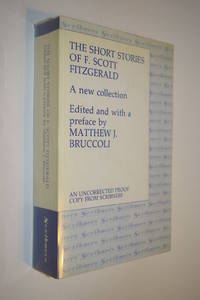 THE SHORT STORIES
OF F. SCOTT
FITZGERALD
A new collection
Edited and with a
preface by
MATTHEW J.
BRUCCOLI
AN UNCORRECTED PROOF
COPY FROM SCRIBNERS